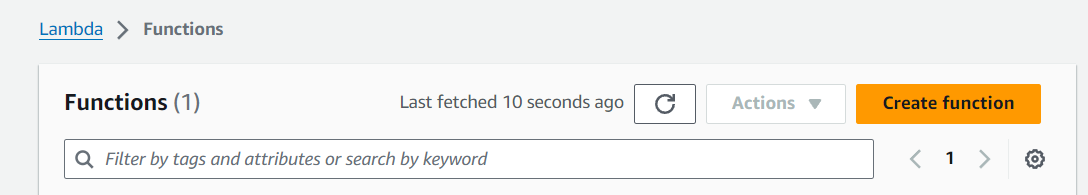 Lambda > Functions
Functions (1)
Last fetched 10 seconds ago
Actions
Create function
Filter by tags and attributes or search by keyword
1